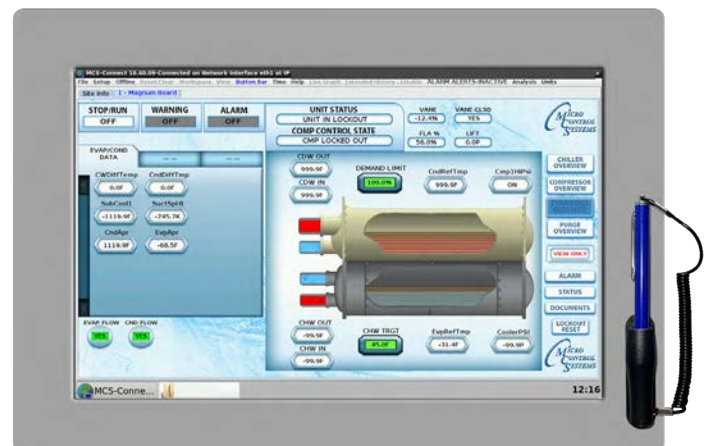 MCS-Connect 18.40.09-Connected on Network Interface eth1 at IP
File Setup Offline Reset/Clear Workspace View Button Bar Time Help Live Graph Extended History - Disable ALARM ALERTS-INACTIVE Analysis Units
Site Info 1 - Magnum Board
STOP/RUN
OFF
WARNING
OFF
ALARM
OFF
UNIT STATUS
UNIT IN LOCKOUT
COMP CONTROL STATE
CMP LOCKED OUT
VANE
-12.4%
VANE CLSD
YES
FLA %
56.0%
LIFT
0.0P
MICRO
CONTROL
SYSTEMS
EVAP/COND
DATA
-- --
-- --
CWDiffTemp
0.0F
CndDiffTmp
0.0F
SubCool1
-1119.9F
SuctSpHt
-745.7K
CndApr
1119.9F
EvpApr
-68.5F
EVAP FLOW
YES
CND FLOW
YES
CDW OUT
999.9F
CDW IN
999.9F
DEMAND LIMIT
100.0%
CndRefTmp
999.9F
Cmp1HiPsi
ON
CHW OUT
-99.9F
CHW IN
-99.9F
CHW TRGT
45.0F
EvpRefTmp
-31.4F
CoolerPSI
-99.9P
CHILLER
OVERVIEW
COMPRESSOR
OVERVIEW
PURGE
OVERVIEW
VIEW ONLY
ALARM
STATUS
DOCUMENTS
LOCKOUT
RESET
MICRO
CONTROL
SYSTEMS
MCS-Conne...
12:16